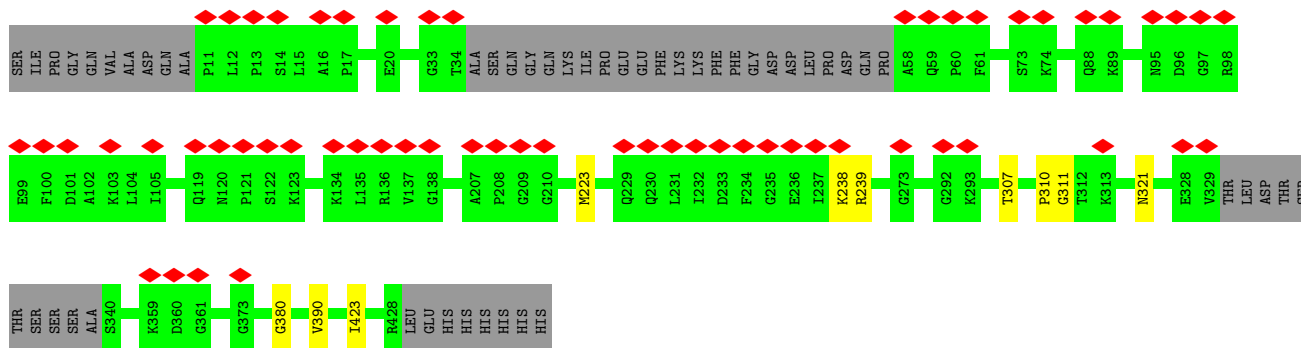 SER ILE PRO GLY GLN VAL ALA ASP GLN ALA P11 L12 P13 S14 L15 A16 P17 E20 G33 T34 ALA SER GLN GLY GLN LYS ILE PRO GLU GLU PHE LYS LYS PHE PHE GLY ASP ASP LEU PRO ASP GLN PRO A58 Q59 P60 F61 S73 K74 Q88 K89 N95 D96 G97 R98
E99 F100 D101 A102 K103 L104 I105 Q119 N120 P121 S122 K123 K134 L135 R136 V137 G138 A207 P208 G209 G210 M223 Q229 Q230 L231 I232 D233 F234 G235 E236 I237 K238 R239 G273 G292 K293 T307 P310 G311 T312 K313 N321 E328 V329 THR LEU ASP THR SER
THR SER SER SER ALA S340 K359 D360 G361 G373 G380 V390 I423 R428 LEU GLU HIS HIS HIS HIS HIS HIS